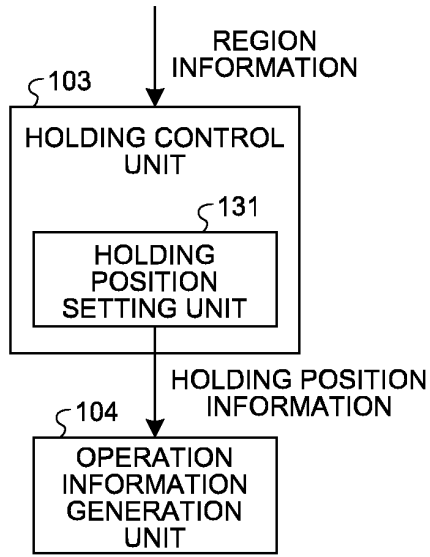 REGION
INFORMATION
103
HOLDING CONTROL
UNIT
131
HOLDING
POSITION
SETTING UNIT
HOLDING POSITION
INFORMATION
104
OPERATION
INFORMATION
GENERATION
UNIT